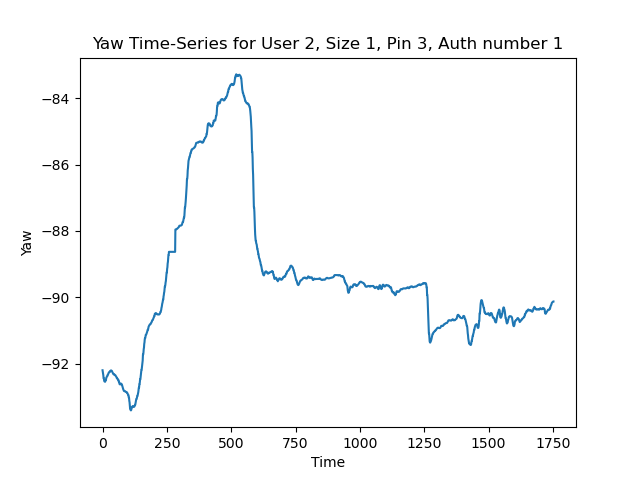 Yaw Time-Series for User 2, Size 1, Pin 3, Auth number 1
−84
−86
−88
−90
−92
Yaw
0 250 500 750 1000 1250 1500 1750
Time